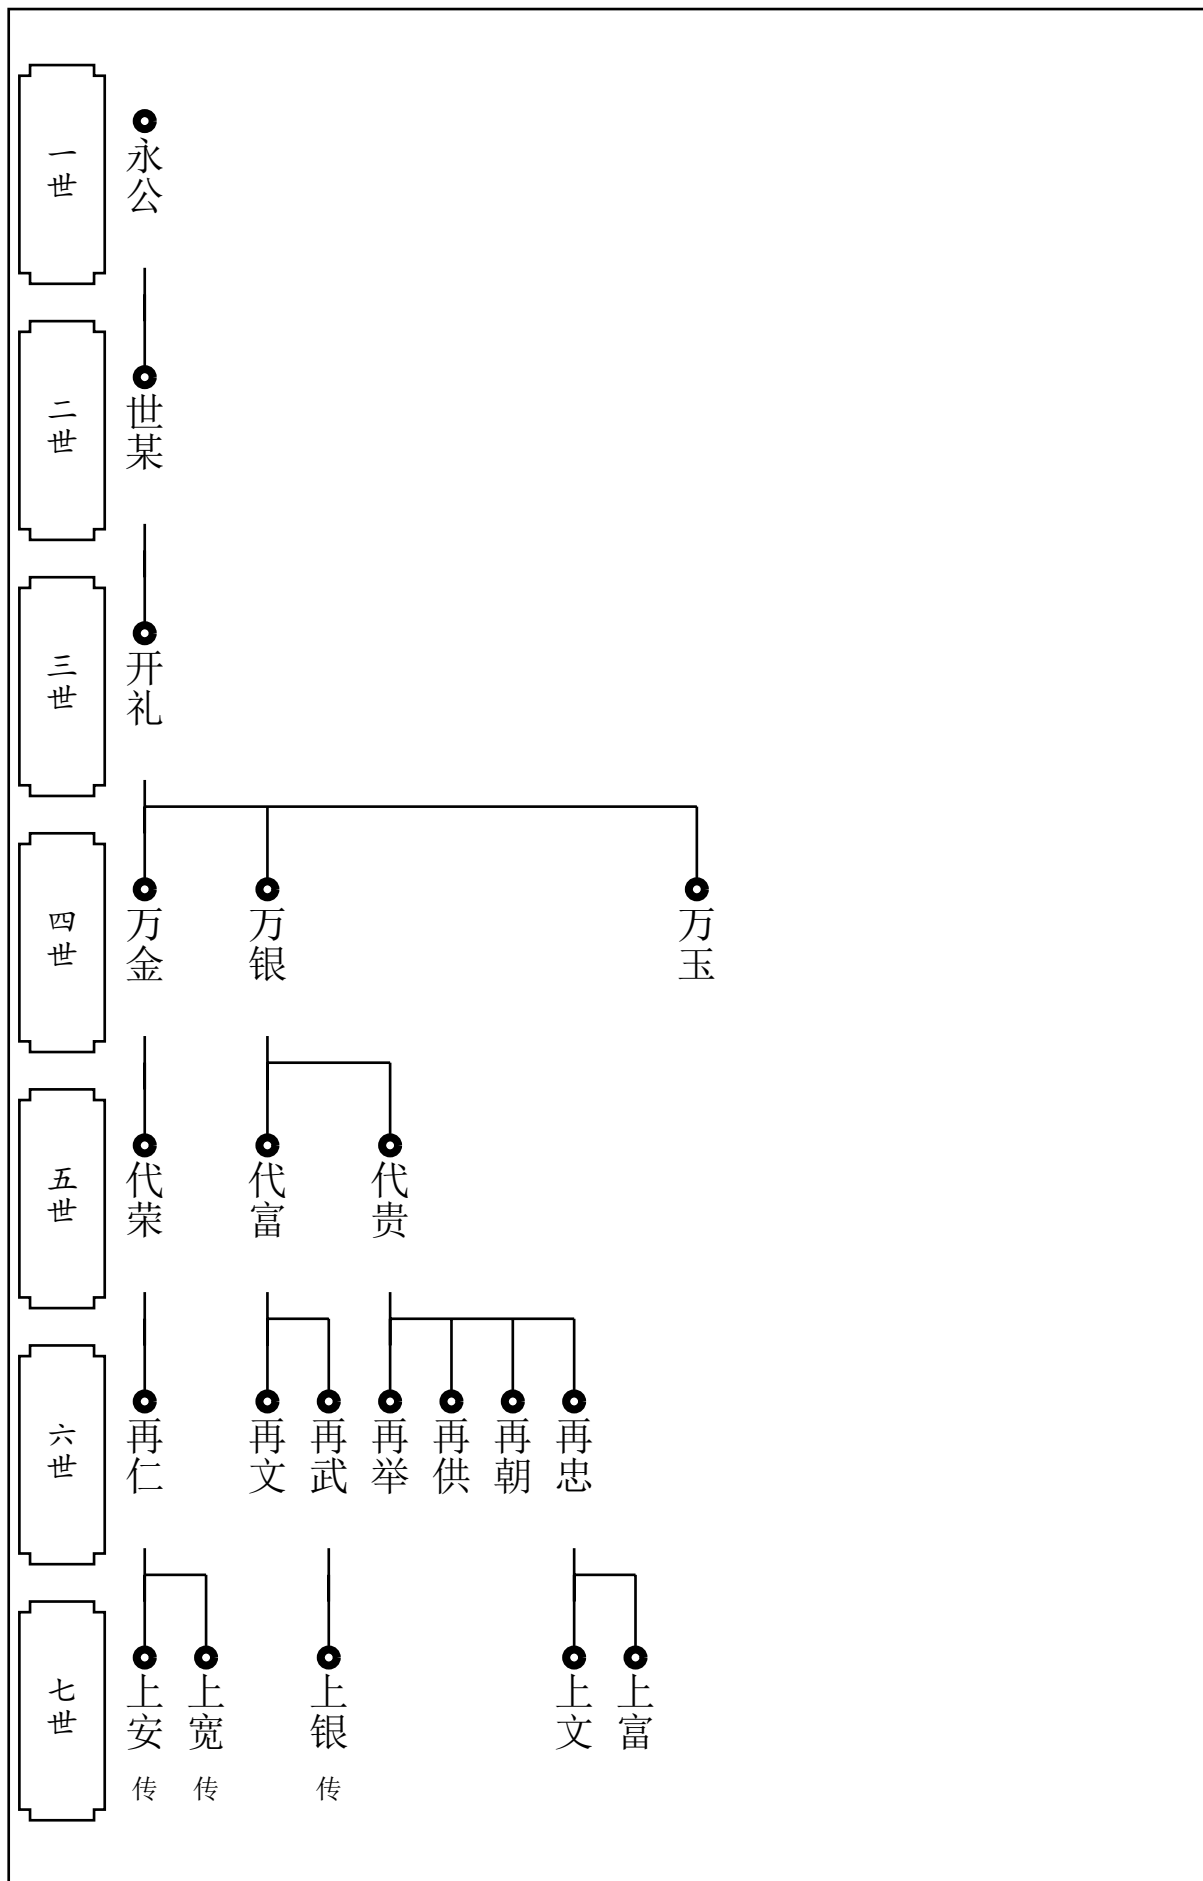 一世
永公
二世
世某
三世
开礼
四世
万金
万银
万玉
五世
代荣
代富
代贵
六世
再仁
再文
再武
再举
再供
再朝
再忠
七世
上安
传
上宽
传
上银
传
上文
上富